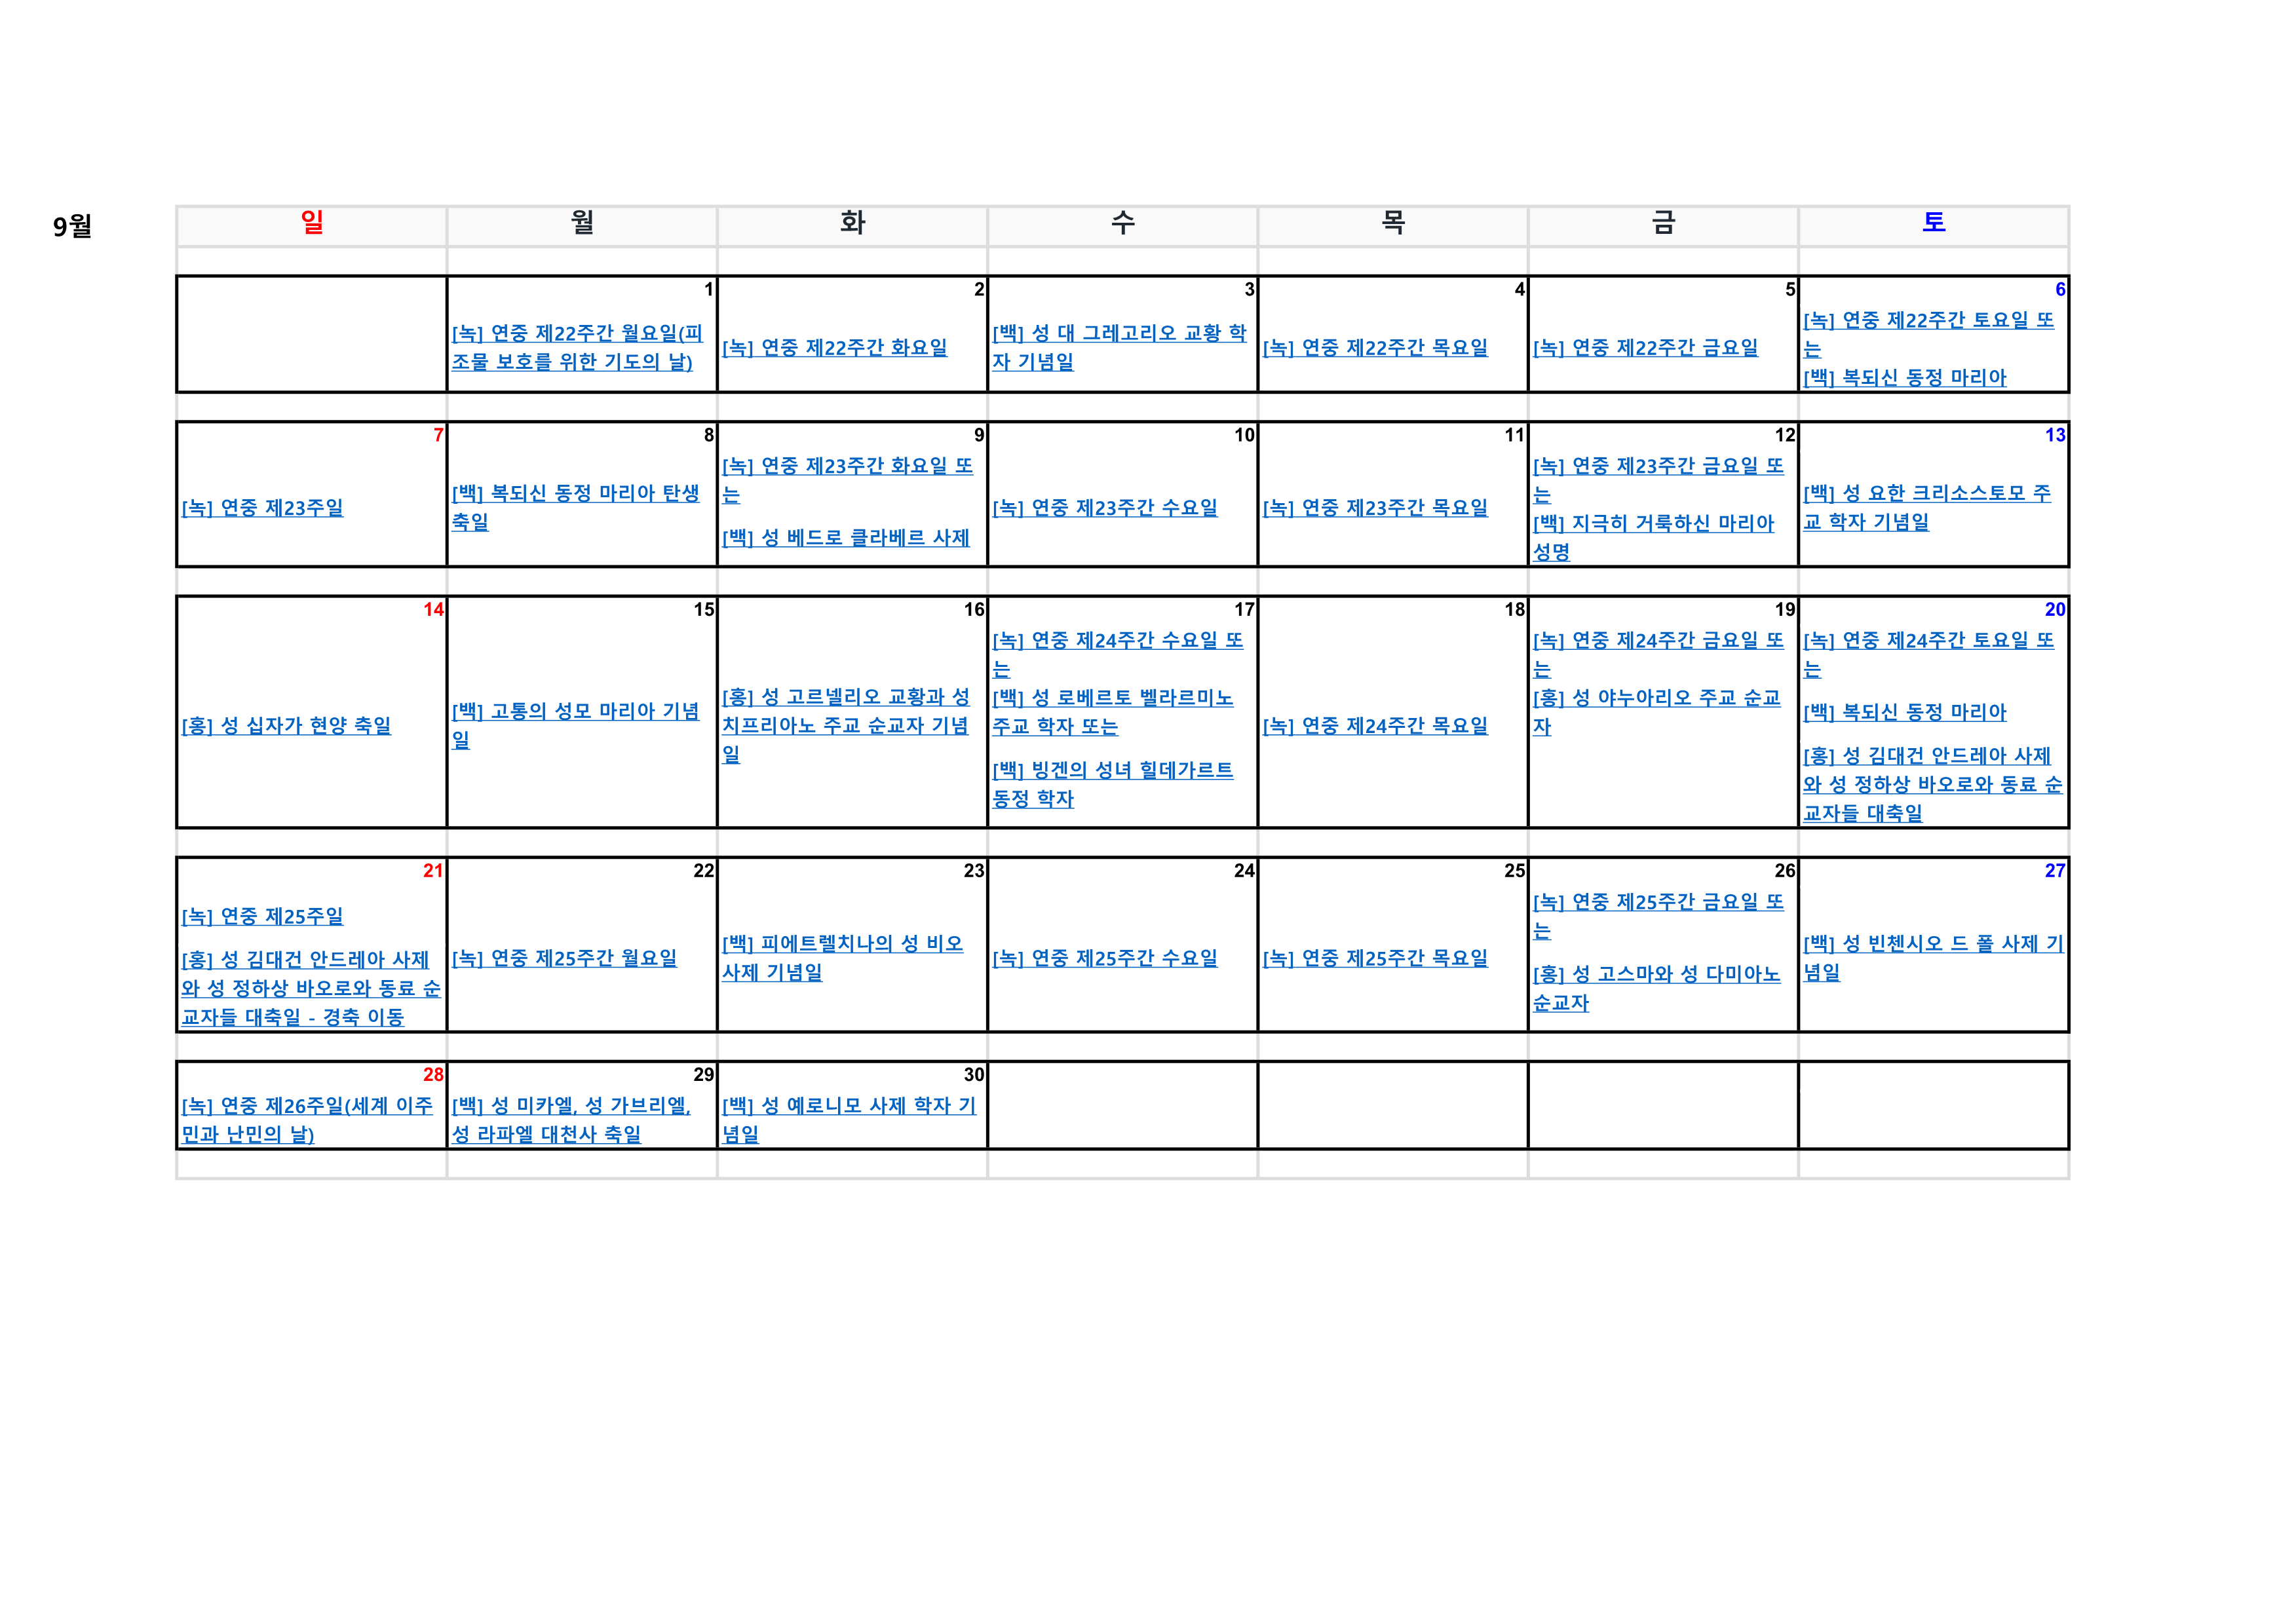 9월
일 월 화 수 목 금 토
1
[녹] 연중 제22주간 월요일(피
조물 보호를 위한 기도의 날)
2
[녹] 연중 제22주간 화요일
3
[백] 성 대 그레고리오 교황 학
자 기념일
4
[녹] 연중 제22주간 목요일
5
[녹] 연중 제22주간 금요일
6
[녹] 연중 제22주간 토요일 또
는
[백] 복되신 동정 마리아
7
[녹] 연중 제23주일
8
[백] 복되신 동정 마리아 탄생
축일
9
[녹] 연중 제23주간 화요일 또
는
[백] 성 베드로 클라베르 사제
10
[녹] 연중 제23주간 수요일
11
[녹] 연중 제23주간 목요일
12
[녹] 연중 제23주간 금요일 또
는
[백] 지극히 거룩하신 마리아
성명
13
[백] 성 요한 크리소스토모 주
교 학자 기념일
14
[홍] 성 십자가 현양 축일
15
[백] 고통의 성모 마리아 기념
일
16
[홍] 성 고르넬리오 교황과 성
치프리아노 주교 순교자 기념
일
17
[녹] 연중 제24주간 수요일 또
는
[백] 성 로베르토 벨라르미노
주교 학자 또는
[백] 빙겐의 성녀 힐데가르트
동정 학자
18
[녹] 연중 제24주간 목요일
19
[녹] 연중 제24주간 금요일 또
는
[홍] 성 야누아리오 주교 순교
자
20
[녹] 연중 제24주간 토요일 또
는
[백] 복되신 동정 마리아
[홍] 성 김대건 안드레아 사제
와 성 정하상 바오로와 동료 순
교자들 대축일
21
[녹] 연중 제25주일
[홍] 성 김대건 안드레아 사제
와 성 정하상 바오로와 동료 순
교자들 대축일 - 경축 이동
22
[녹] 연중 제25주간 월요일
23
[백] 피에트렐치나의 성 비오
사제 기념일
24
[녹] 연중 제25주간 수요일
25
[녹] 연중 제25주간 목요일
26
[녹] 연중 제25주간 금요일 또
는
[홍] 성 고스마와 성 다미아노
순교자
27
[백] 성 빈첸시오 드 폴 사제 기
념일
28
[녹] 연중 제26주일(세계 이주
민과 난민의 날)
29
[백] 성 미카엘, 성 가브리엘,
성 라파엘 대천사 축일
30
[백] 성 예로니모 사제 학자 기
념일